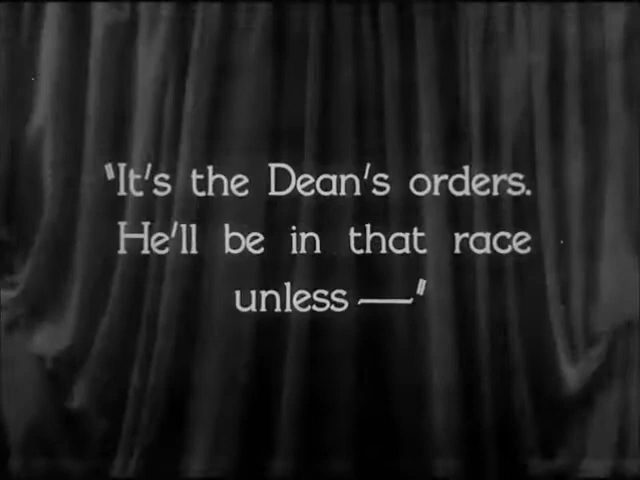 "It's the Dean's orders.
He'll be in that race
unless —"